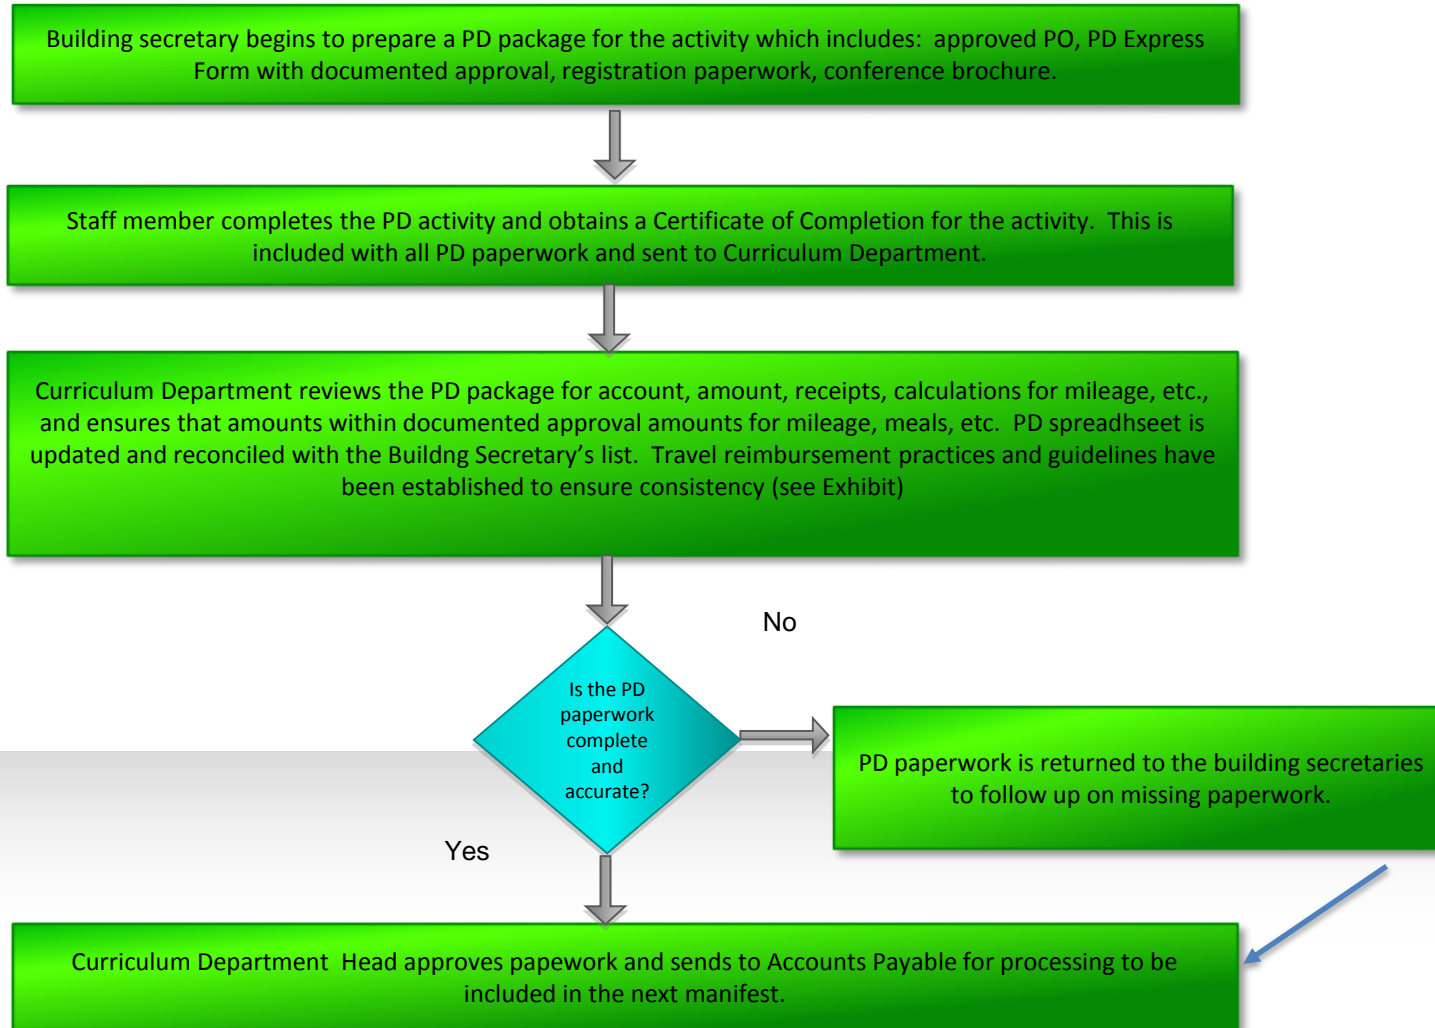 Building secretary begins to prepare a PD package for the activity which includes:  approved PO, PD Express
Form with documented approval, registration paperwork, conference brochure.
Staff member completes the PD activity and obtains a Certificate of Completion for the activity.  This is
included with all PD paperwork and sent to Curriculum Department.
Curriculum Department reviews the PD package for account, amount, receipts, calculations for mileage, etc.,
and ensures that amounts within documented approval amounts for mileage, meals, etc.  PD spreadhseet is
updated and reconciled with the Buildng Secretary’s list.  Travel reimbursement practices and guidelines have
been established to ensure consistency (see Exhibit)
No
Is the PD
paperwork
complete
and
accurate?
PD paperwork is returned to the building secretaries
to follow up on missing paperwork.
Yes
Curriculum Department  Head approves papework and sends to Accounts Payable for processing to be
included in the next manifest.